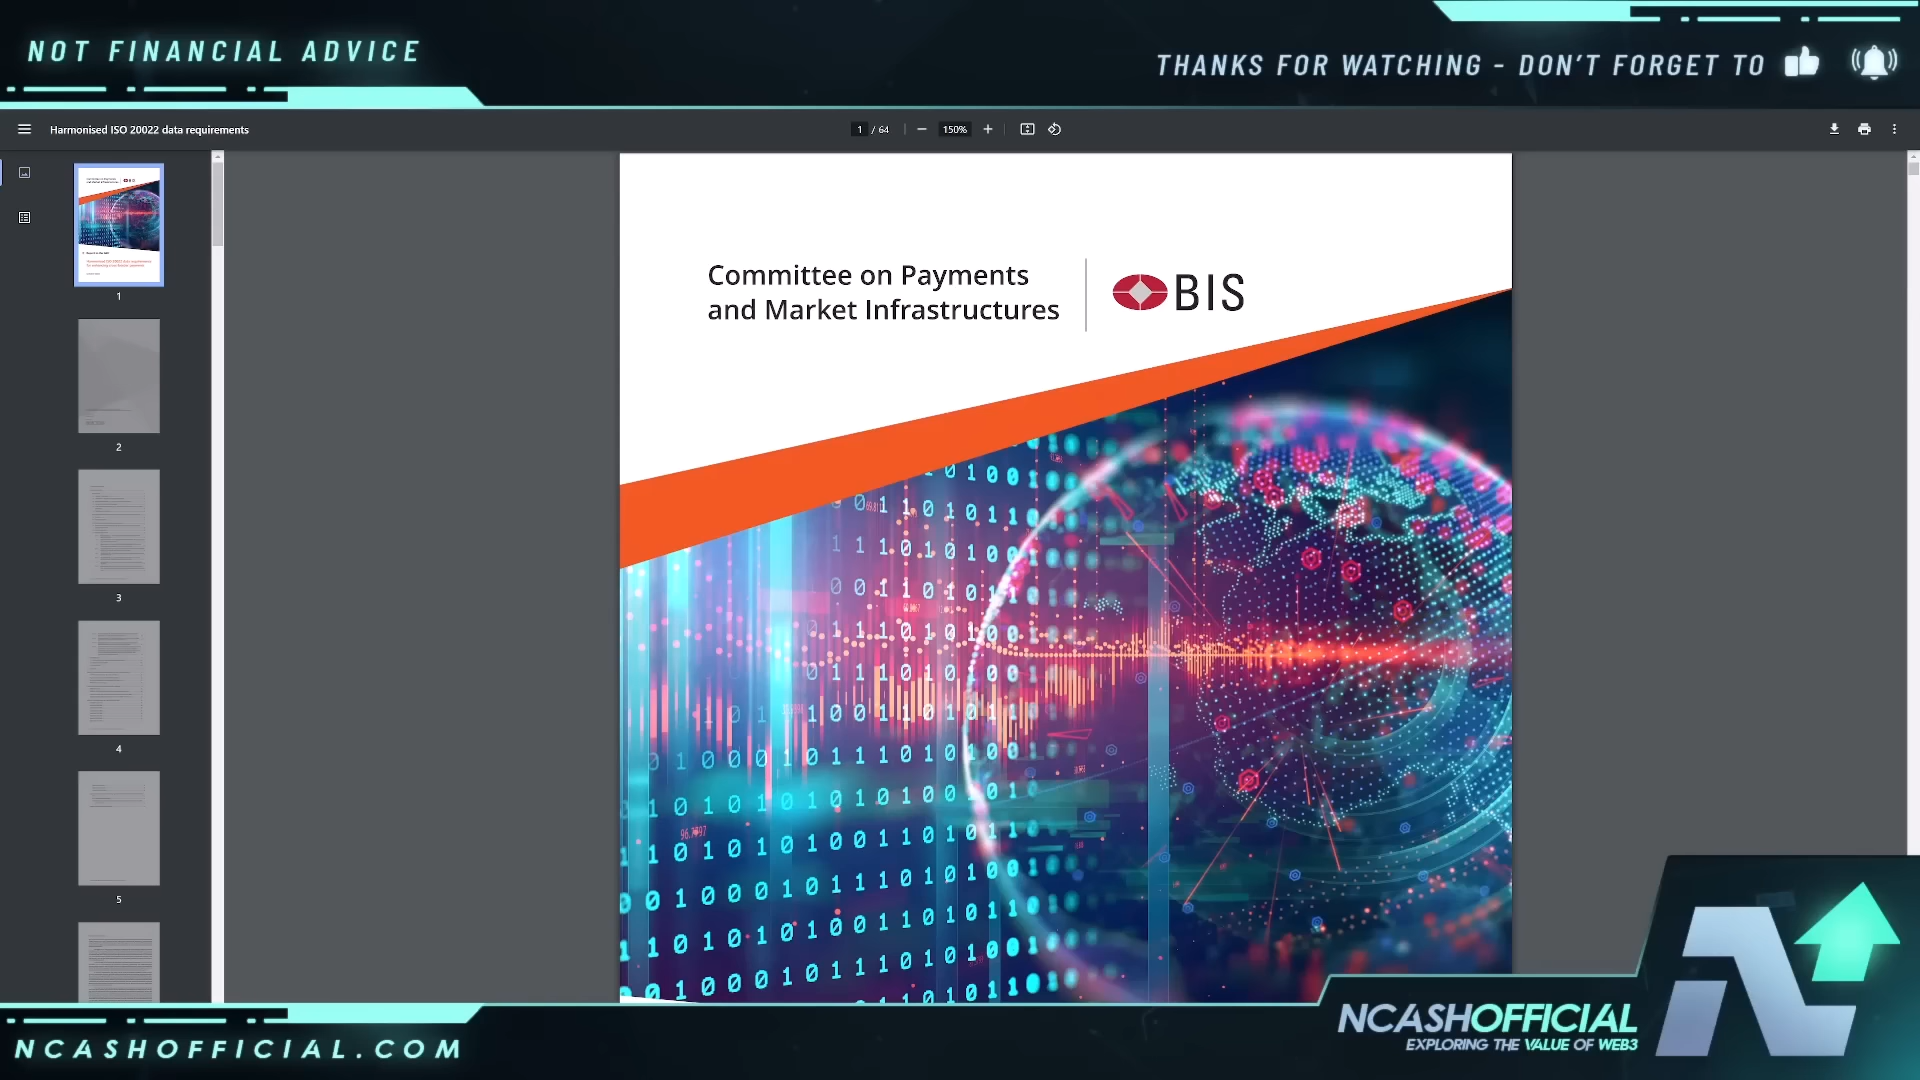 NOT FINANCIAL ADVICE
THANKS FOR WATCHING - DON'T FORGET TO
Harmonised ISO 20022 data requirements
1 / 64
150%
Committee on Payments
and Market Infrastructures
BIS
1
2
3
4
5
NCASHOFFICIAL.COM
NCASHOFFICIAL
EXPLORING THE VALUE OF WEB3